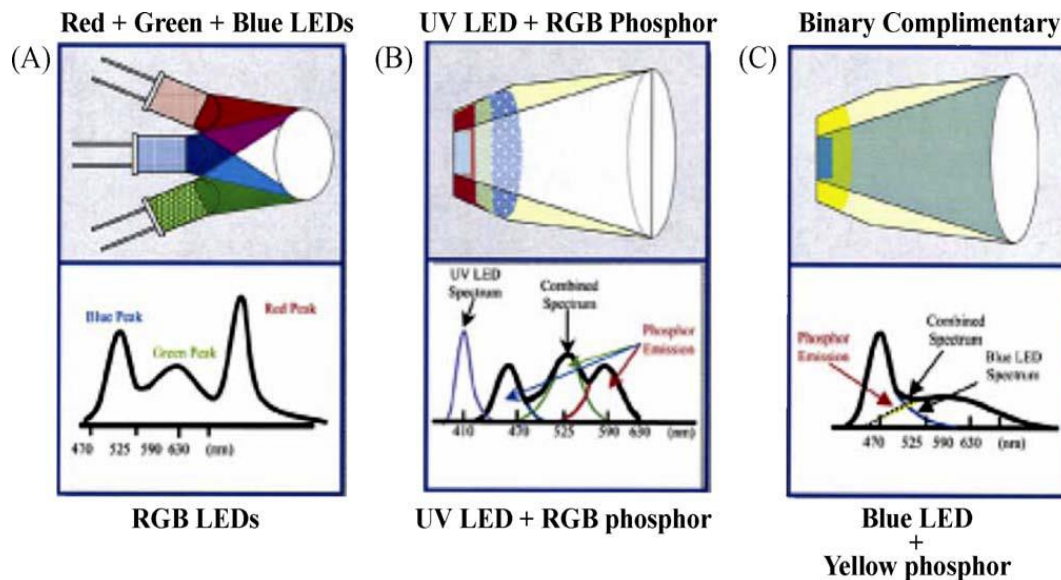 Red + Green + Blue LEDs
(A)
Blue Peak
Green Peak
Red Peak
470 525 590 630 (nm)
RGB LEDs
UV LED + RGB Phosphor
(B)
UV LED
Spectrum
Combined
Spectrum
Phosphor
Emission
410 470 525 590 630
(nm)
UV LED + RGB phosphor
Binary Complimentary
(C)
Phosphor
Emission
Combined
Spectrum
Blue LED
Spectrum
470 525 590 630 (nm)
Blue LED
+
Yellow phosphor